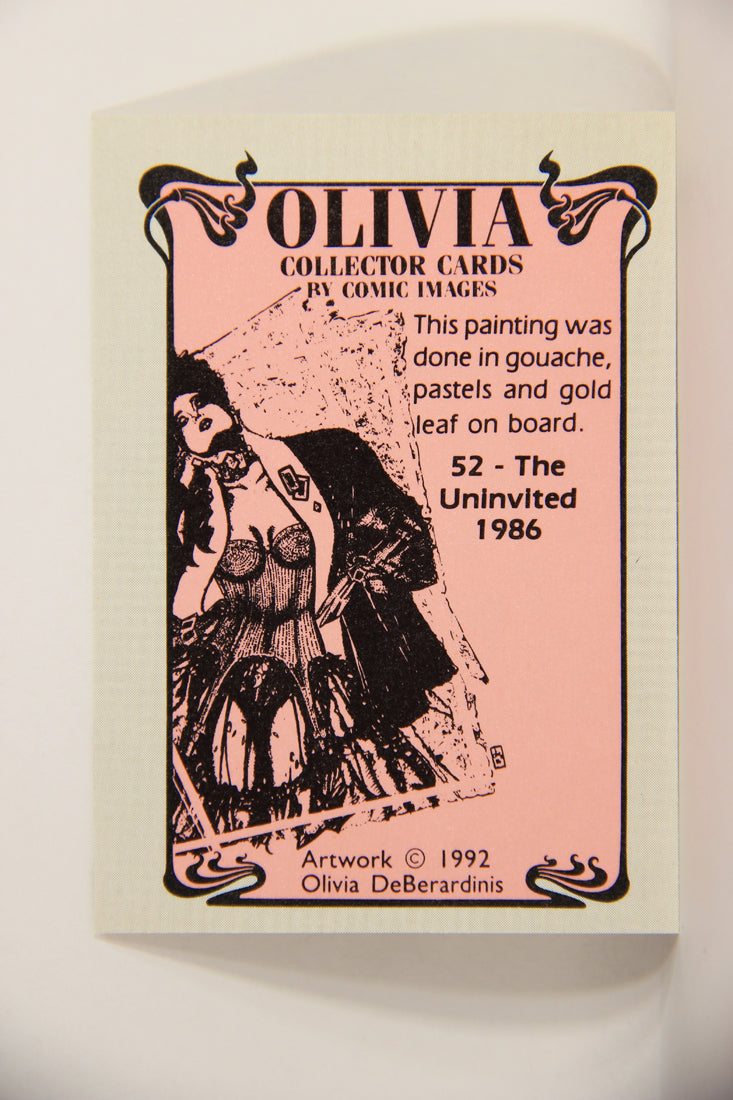 OLIVIA
COLLECTOR CARDS
BY COMIC IMAGES
This painting was
done in gouache,
pastels and gold
leaf on board.
52 - The
Uninvited
1986
Artwork © 1992
Olivia DeBerardinis